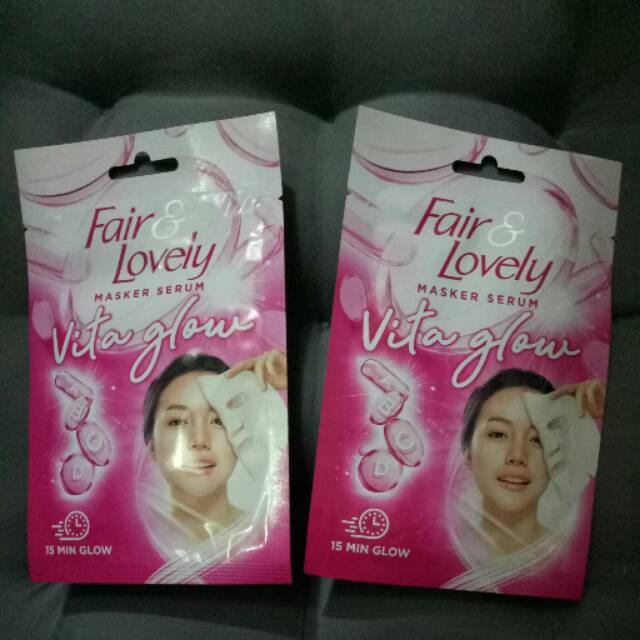 Fair &
Lovely
MASKER SERUM
Vita glow
A
B
C
D
15 MIN GLOW
Fair &
Lovely
MASKER SERUM
Vita glow
A
B
C
D
15 MIN GLOW